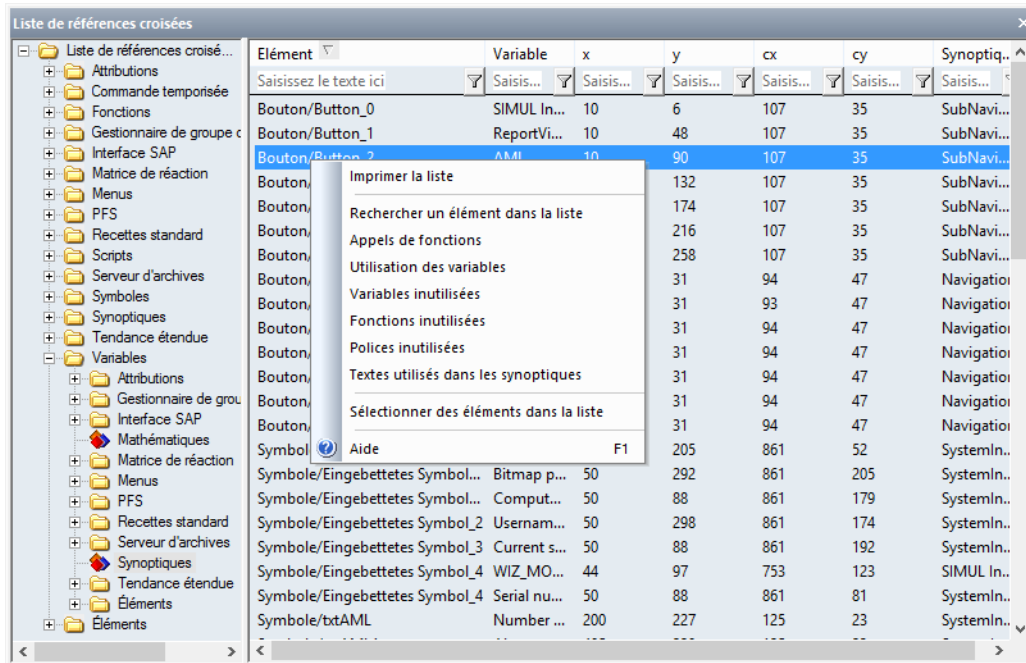 Liste de références croisées
Liste de références croisé...
Attributions
Commande temporisée
Fonctions
Gestionnaire de groupe
Interface SAP
Matrice de réaction
Menus
PFS
Recettes standard
Scripts
Serveur d'archives
Symboles
Synoptiques
Tendance étendue
Variables
Attributions
Gestionnaire de grou
Interface SAP
Mathématiques
Matrice de réaction
Menus
PFS
Recettes standard
Serveur d'archives
Synoptiques
Tendance étendue
Éléments
Éléments
Elément Variable x y cx cy Synoptiq...
Saisissez le texte ici Saisis... Saisis... Saisis... Saisis... Saisis... Saisis...
Bouton/Button_0 SIMUL In... 10 6 107 35 SubNavi...
Bouton/Button_1 ReportVi... 10 48 107 35 SubNavi...
Bouton/Button_2 AML 10 90 107 35 SubNavi...
Bouton/ 132 107 35 SubNavi...
Bouton/ 174 107 35 SubNavi...
Bouton/ 216 107 35 SubNavi...
Bouton/ 258 107 35 SubNavi...
Bouton/ 31 94 47 Navigation
Bouton/ 31 93 47 Navigation
Bouton/ 31 94 47 Navigation
Bouton/ 31 94 47 Navigation
Bouton/ 31 94 47 Navigation
Bouton/ 31 94 47 Navigation
Bouton/ 31 94 47 Navigation
Symbol 205 861 52 SystemIn...
Symbole/Eingebettetes Symbol... Bitmap p... 50 292 861 205 SystemIn...
Symbole/Eingebettetes Symbol... Comput... 50 88 861 179 SystemIn...
Symbole/Eingebettetes Symbol_2 Usernam... 50 298 861 174 SystemIn...
Symbole/Eingebettetes Symbol_3 Current s... 50 88 861 192 SystemIn...
Symbole/Eingebettetes Symbol_4 WIZ_MO... 44 97 753 123 SIMUL In...
Symbole/Eingebettetes Symbol_4 Serial nu... 50 88 861 81 SystemIn...
Symbole/txtAML Number ... 200 227 125 23 SystemIn...
Imprimer la liste
Rechercher un élément dans la liste
Appels de fonctions
Utilisation des variables
Variables inutilisées
Fonctions inutilisées
Polices inutilisées
Textes utilisés dans les synoptiques
Sélectionner des éléments dans la liste
Aide F1